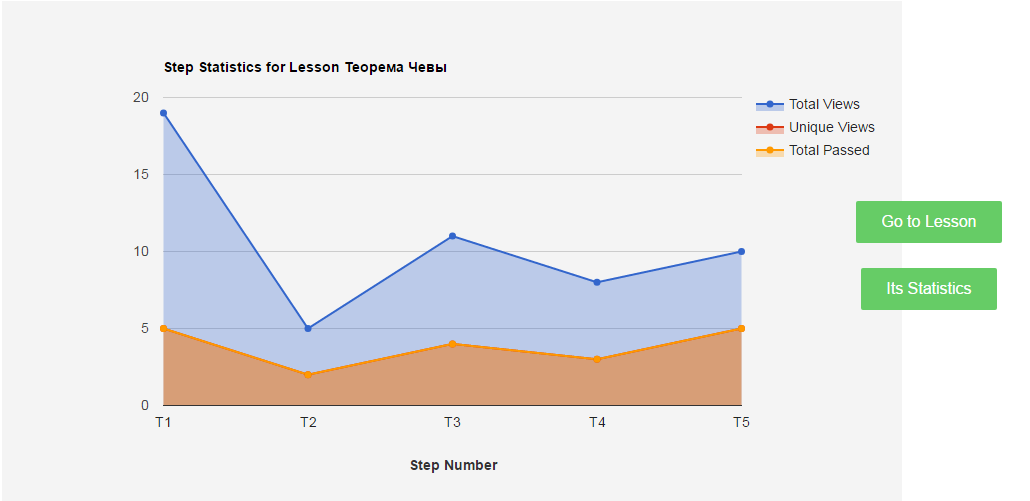 Step Statistics for Lesson Теорема Чевы
20
15
10
5
0
T1 T2 T3 T4 T5
Step Number
Total Views
Unique Views
Total Passed
Go to Lesson
Its Statistics